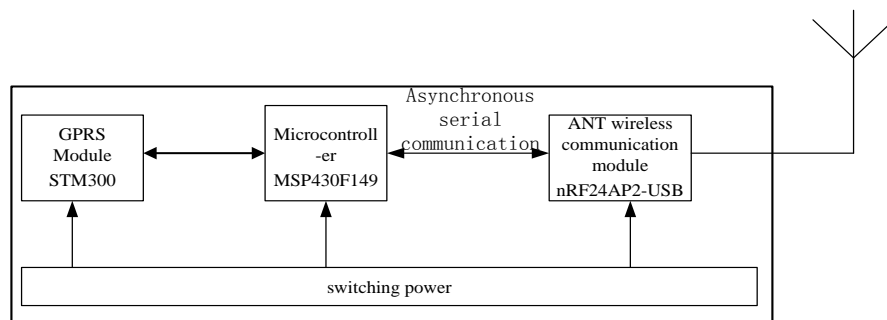 GPRS
Module
STM300
Microcontroll
-er
MSP430F149
Asynchronous
serial
communication
ANT wireless
communication
module
nRF24AP2-USB
switching power